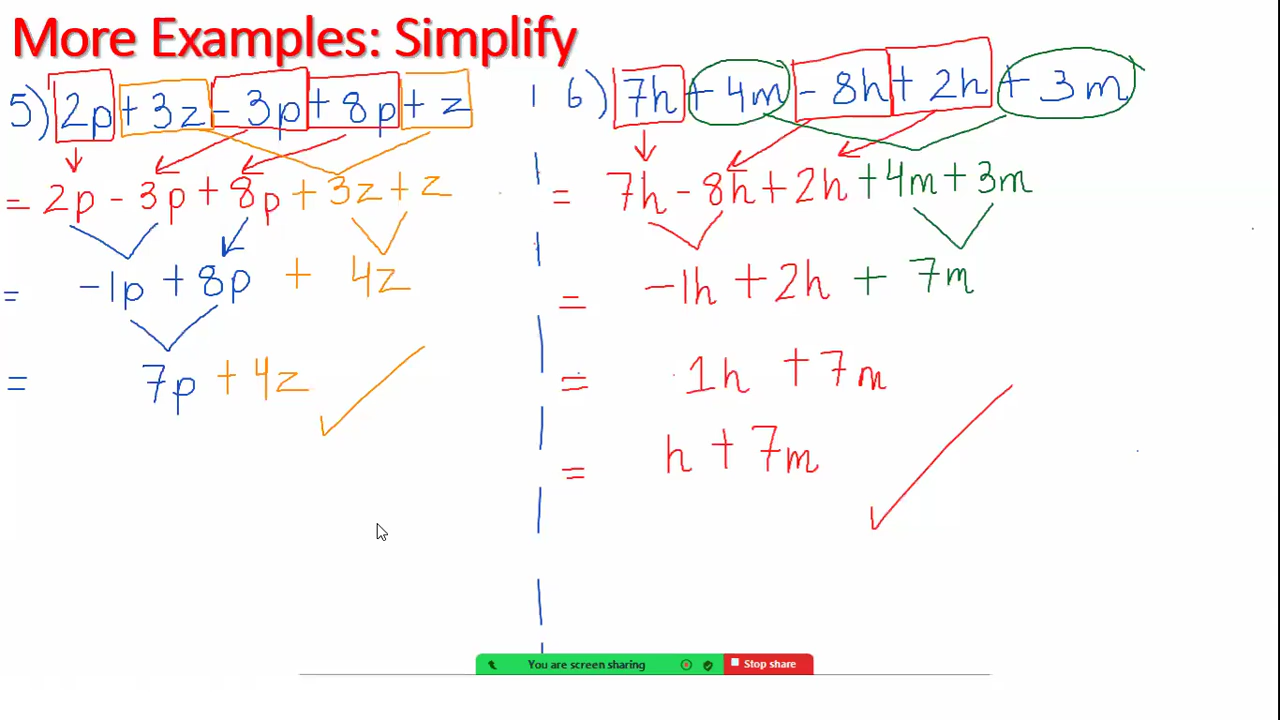 More Examples: Simplify
5) 2p + 3z - 3p + 8p + z
= 2p - 3p + 8p + 3z + z
= -1p + 8p + 4z
= 7p + 4z
6) 7h + 4m - 8h + 2h + 3m
= 7h - 8h + 2h + 4m + 3m
= -1h + 2h + 7m
= 1h + 7m
= h + 7m
You are screen sharing
Stop share